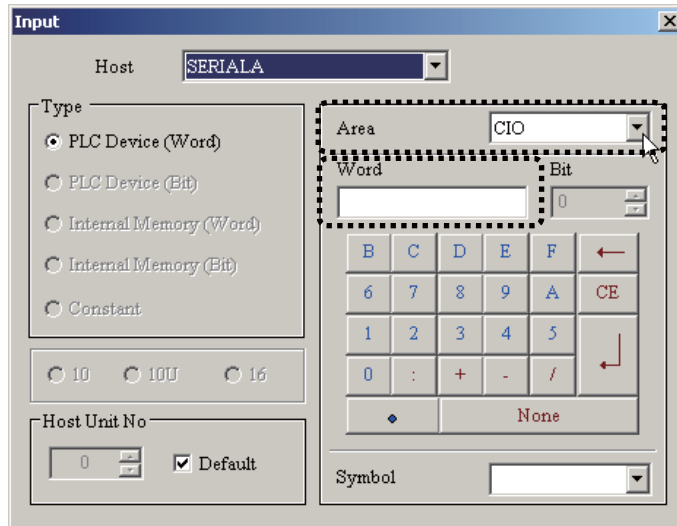 Input
Host SERIALA
Type
PLC Device (Word)
PLC Device (Bit)
Internal Memory (Word)
Internal Memory (Bit)
Constant
10 10U 16
Host Unit No
0 Default
Area CIO
Word Bit
0
B C D E F ←
6 7 8 9 A CE
1 2 3 4 5
0 : + - /
None
Symbol